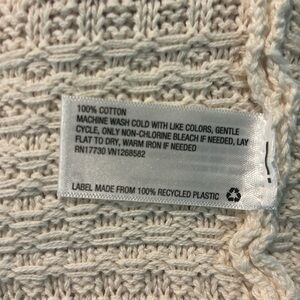 100% COTTON
MACHINE WASH COLD WITH LIKE COLORS, GENTLE
CYCLE, ONLY NON-CHLORINE BLEACH IF NEEDED, LAY
FLAT TO DRY, WARM IRON IF NEEDED
RN17730 VN1268562
LABEL MADE FROM 100% RECYCLED PLASTIC